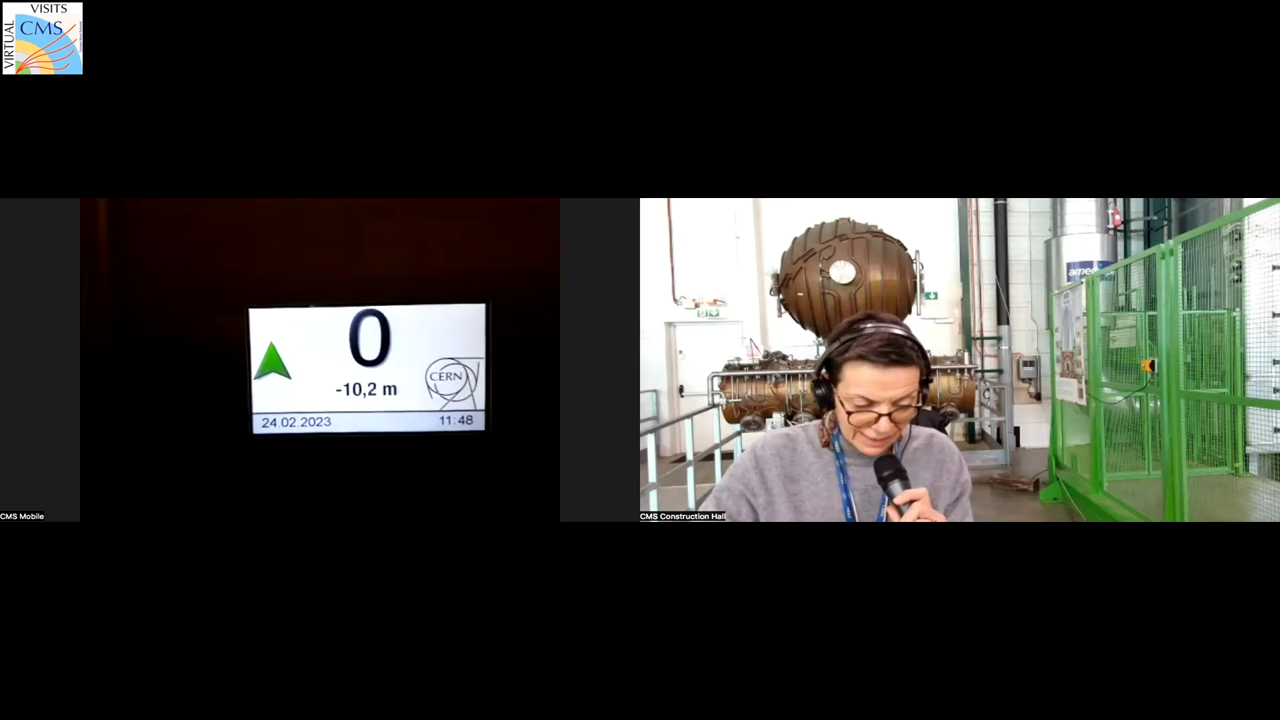 VISITS
CMS
VIRTUAL
0
-10,2 m
CERN
24 02 2023
11:48
CMS Mobile
CMS Construction Hall